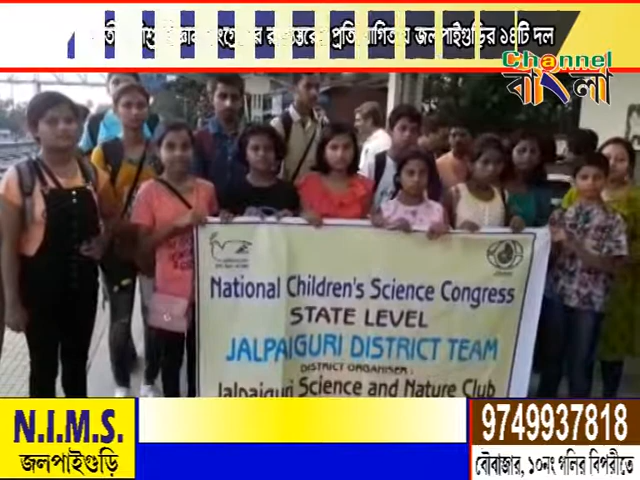 প্রতিযোগিতায় জলপাইগুড়ির ১৪টি দল
Channel
বাংলা
National Children's Science Congress
STATE LEVEL
JALPAIGURI DISTRICT TEAM
DISTRICT ORGANISER :
Jalpaiguri Science and Nature Club
N.I.M.S.
জলপাইগুড়ি
9749937818
বৌবাজার, ১০নং গলির বিপরীতে